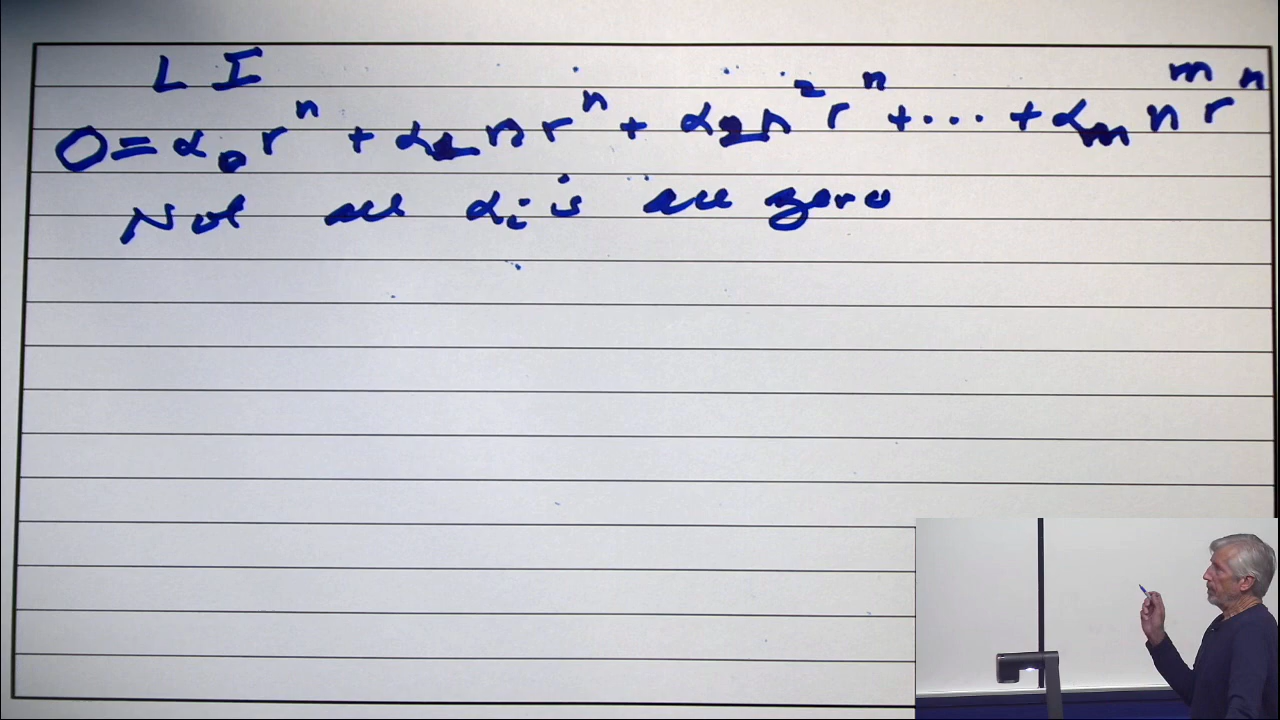 L I
0 = α₀ rⁿ + α₁ n rⁿ + α₂ n² rⁿ + ... + αₘ nᵐ rⁿ
Not all αᵢ's are zero